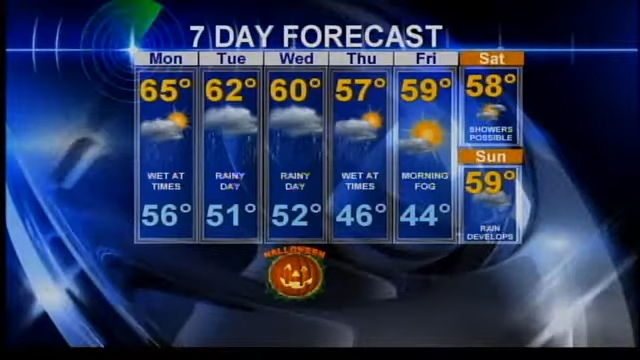 7 DAY FORECAST
Mon
65°
WET AT
TIMES
56°
Tue
62°
RAINY
DAY
51°
Wed
60°
RAINY
DAY
52°
HALLOWEEN
Thu
57°
WET AT
TIMES
46°
Fri
59°
MORNING
FOG
44°
Sat
58°
SHOWERS
POSSIBLE
Sun
59°
RAIN
DEVELOPS